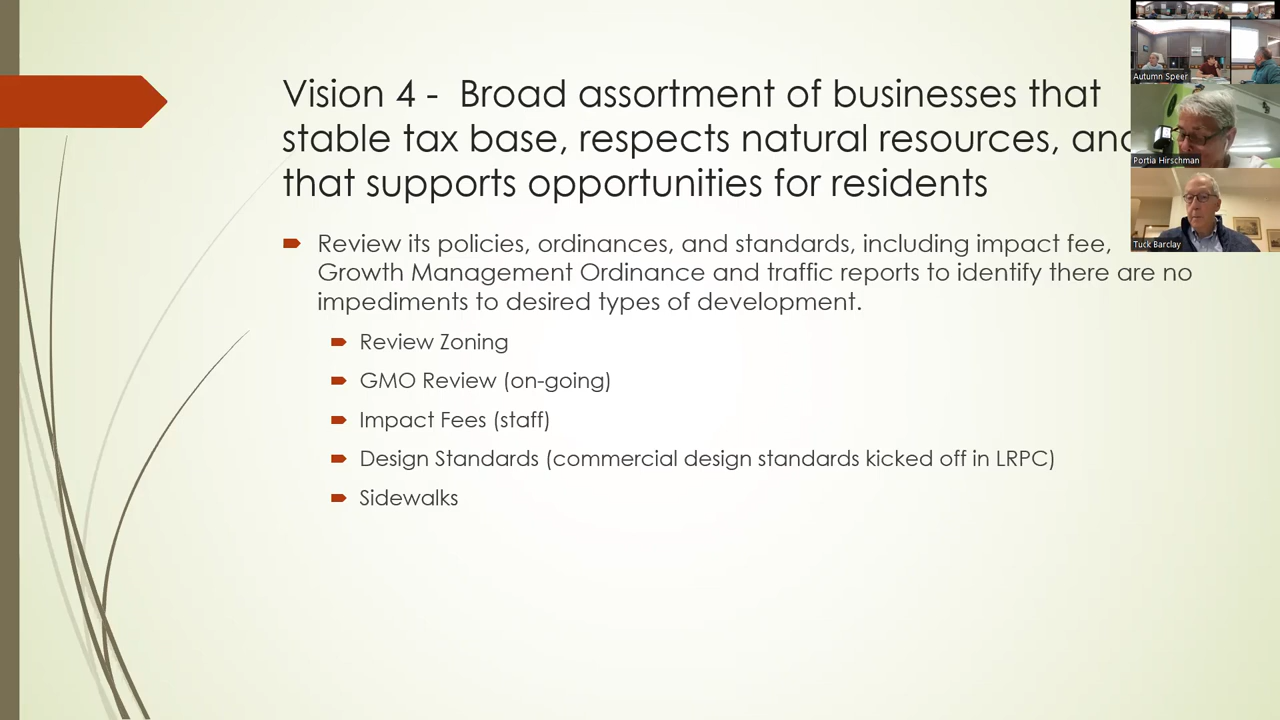 Vision 4 - Broad assortment of businesses that
stable tax base, respects natural resources, and
that supports opportunities for residents
Review its policies, ordinances, and standards, including impact fee,
Growth Management Ordinance and traffic reports to identify there are no
impediments to desired types of development.
Review Zoning
GMO Review (on-going)
Impact Fees (staff)
Design Standards (commercial design standards kicked off in LRPC)
Sidewalks
Autumn Speer
Portia Hirschman
Tuck Barclay